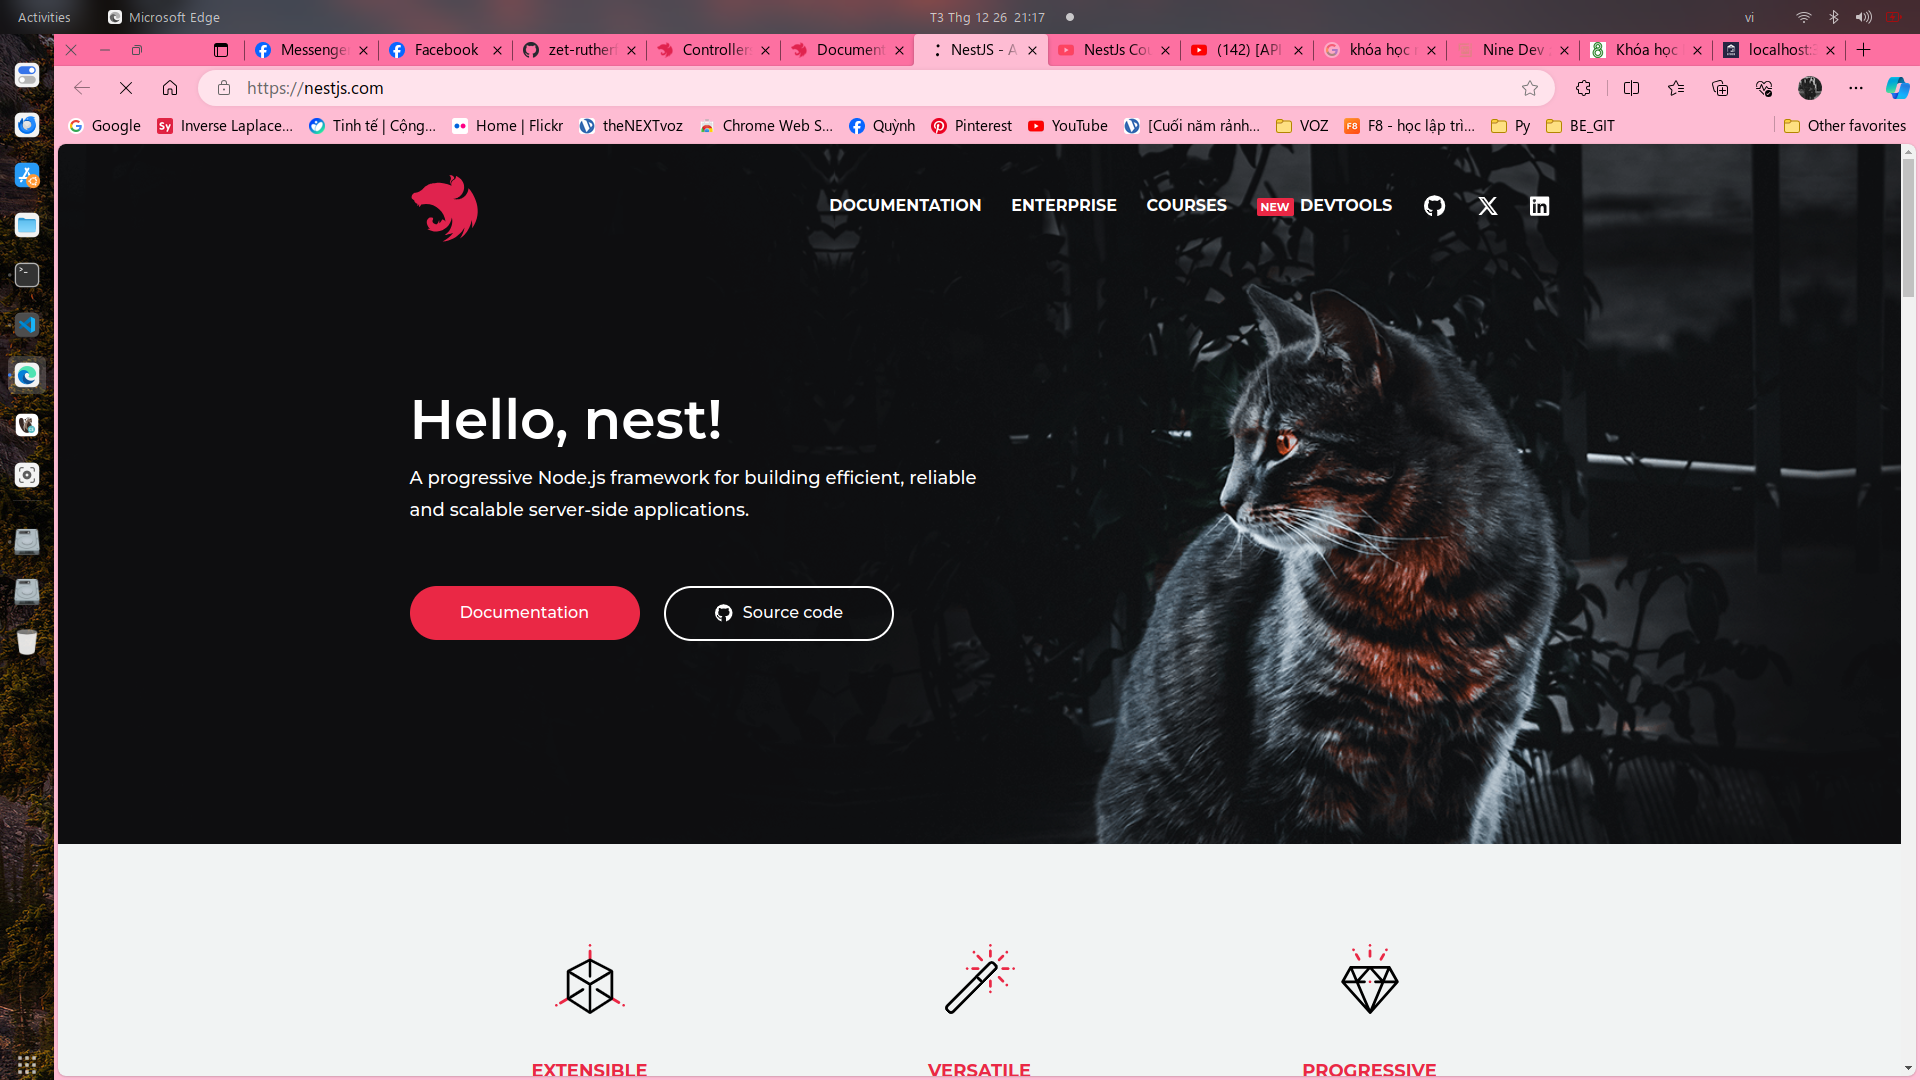 Activities
Microsoft Edge
T3 Thg 12 26 21:17
vi
Messenge
Facebook
zet-ruther
Controller
Document
NestJS - A
NestJs Cou
(142) [API
khóa học
Nine Dev
Khóa học
localhost:
https://nestjs.com
Google
Inverse Laplace...
Tinh tế | Cộng...
Home | Flickr
theNEXTvoz
Chrome Web S...
Quỳnh
Pinterest
YouTube
[Cuối năm rảnh...
VOZ
F8 - học lập trì...
Py
BE_GIT
Other favorites
DOCUMENTATION
ENTERPRISE
COURSES
NEW DEVTOOLS
Hello, nest!
A progressive Node.js framework for building efficient, reliable
and scalable server-side applications.
Documentation
Source code
EXTENSIBLE
VERSATILE
PROGRESSIVE